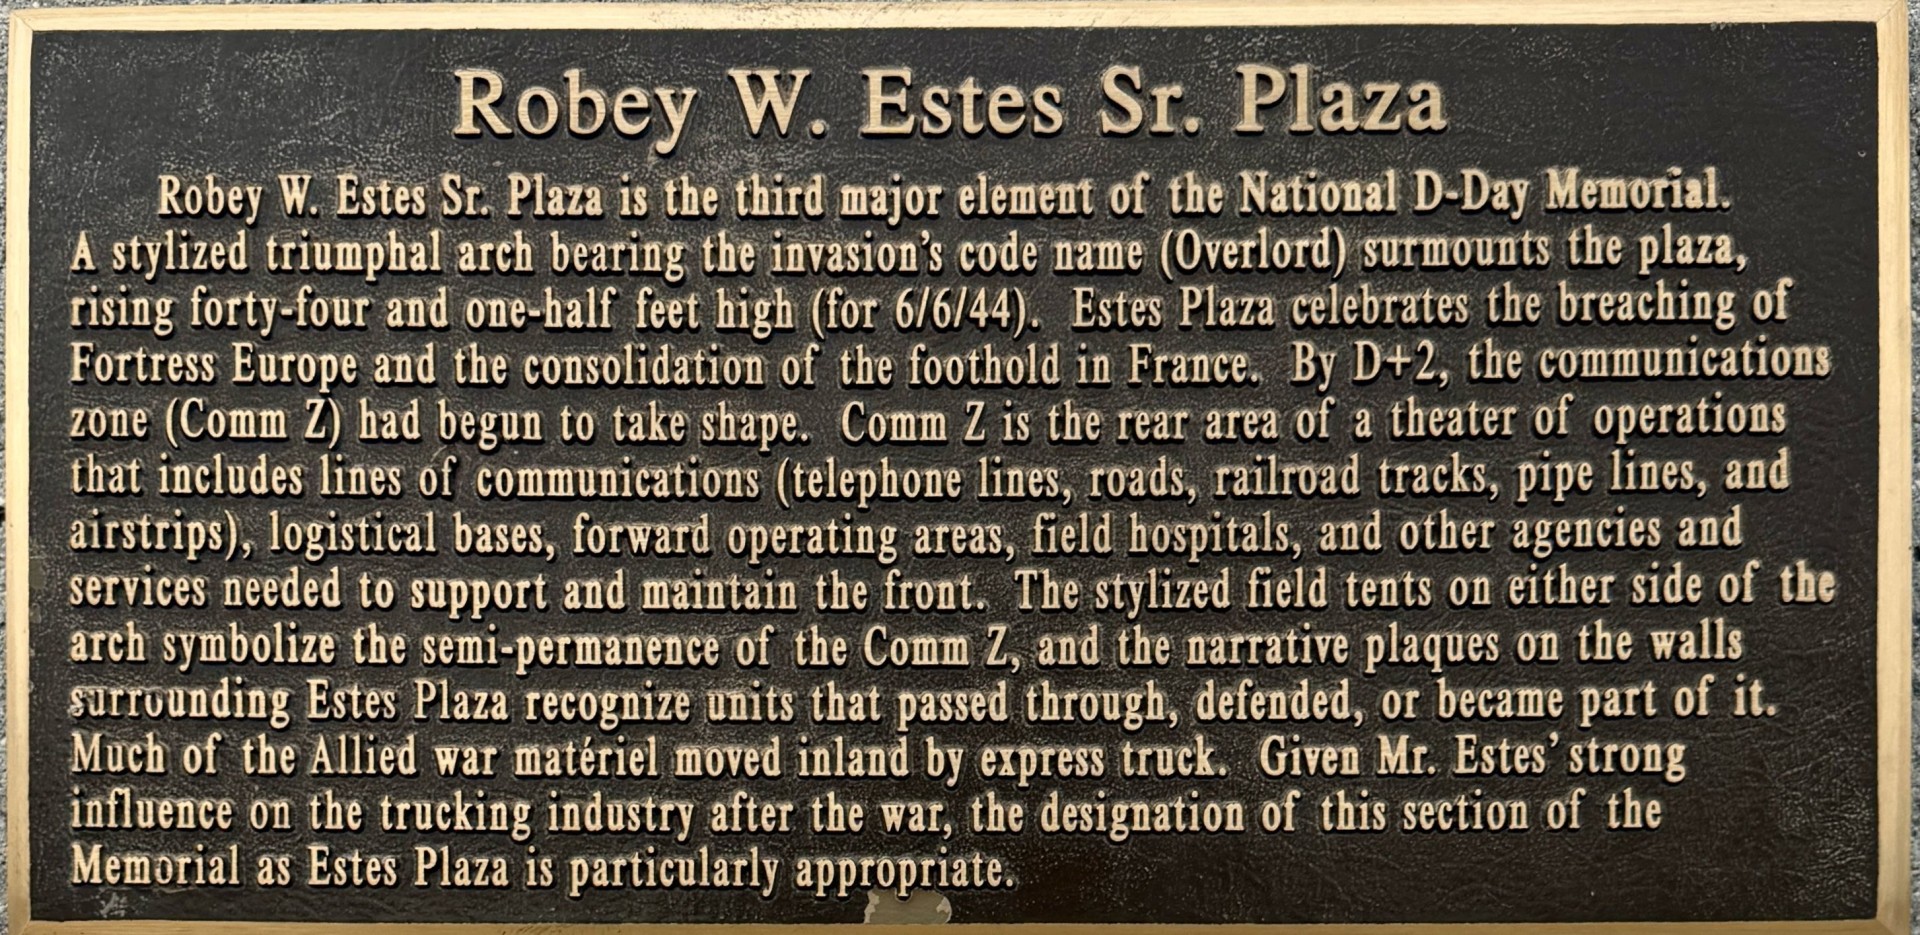 Robey W. Estes Sr. Plaza
Robey W. Estes Sr. Plaza is the third major element of the National D-Day Memorial.
A stylized triumphal arch bearing the invasion's code name (Overlord) surmounts the plaza,
rising forty-four and one-half feet high (for 6/6/44). Estes Plaza celebrates the breaching of
Fortress Europe and the consolidation of the foothold in France. By D+2, the communications
zone (Comm Z) had begun to take shape. Comm Z is the rear area of a theater of operations
that includes lines of communications (telephone lines, roads, railroad tracks, pipe lines, and
airstrips), logistical bases, forward operating areas, field hospitals, and other agencies and
services needed to support and maintain the front. The stylized field tents on either side of the
arch symbolize the semi-permanence of the Comm Z, and the narrative plaques on the walls
surrounding Estes Plaza recognize units that passed through, defended, or became part of it.
Much of the Allied war matériel moved inland by express truck. Given Mr. Estes' strong
influence on the trucking industry after the war, the designation of this section of the
Memorial as Estes Plaza is particularly appropriate.